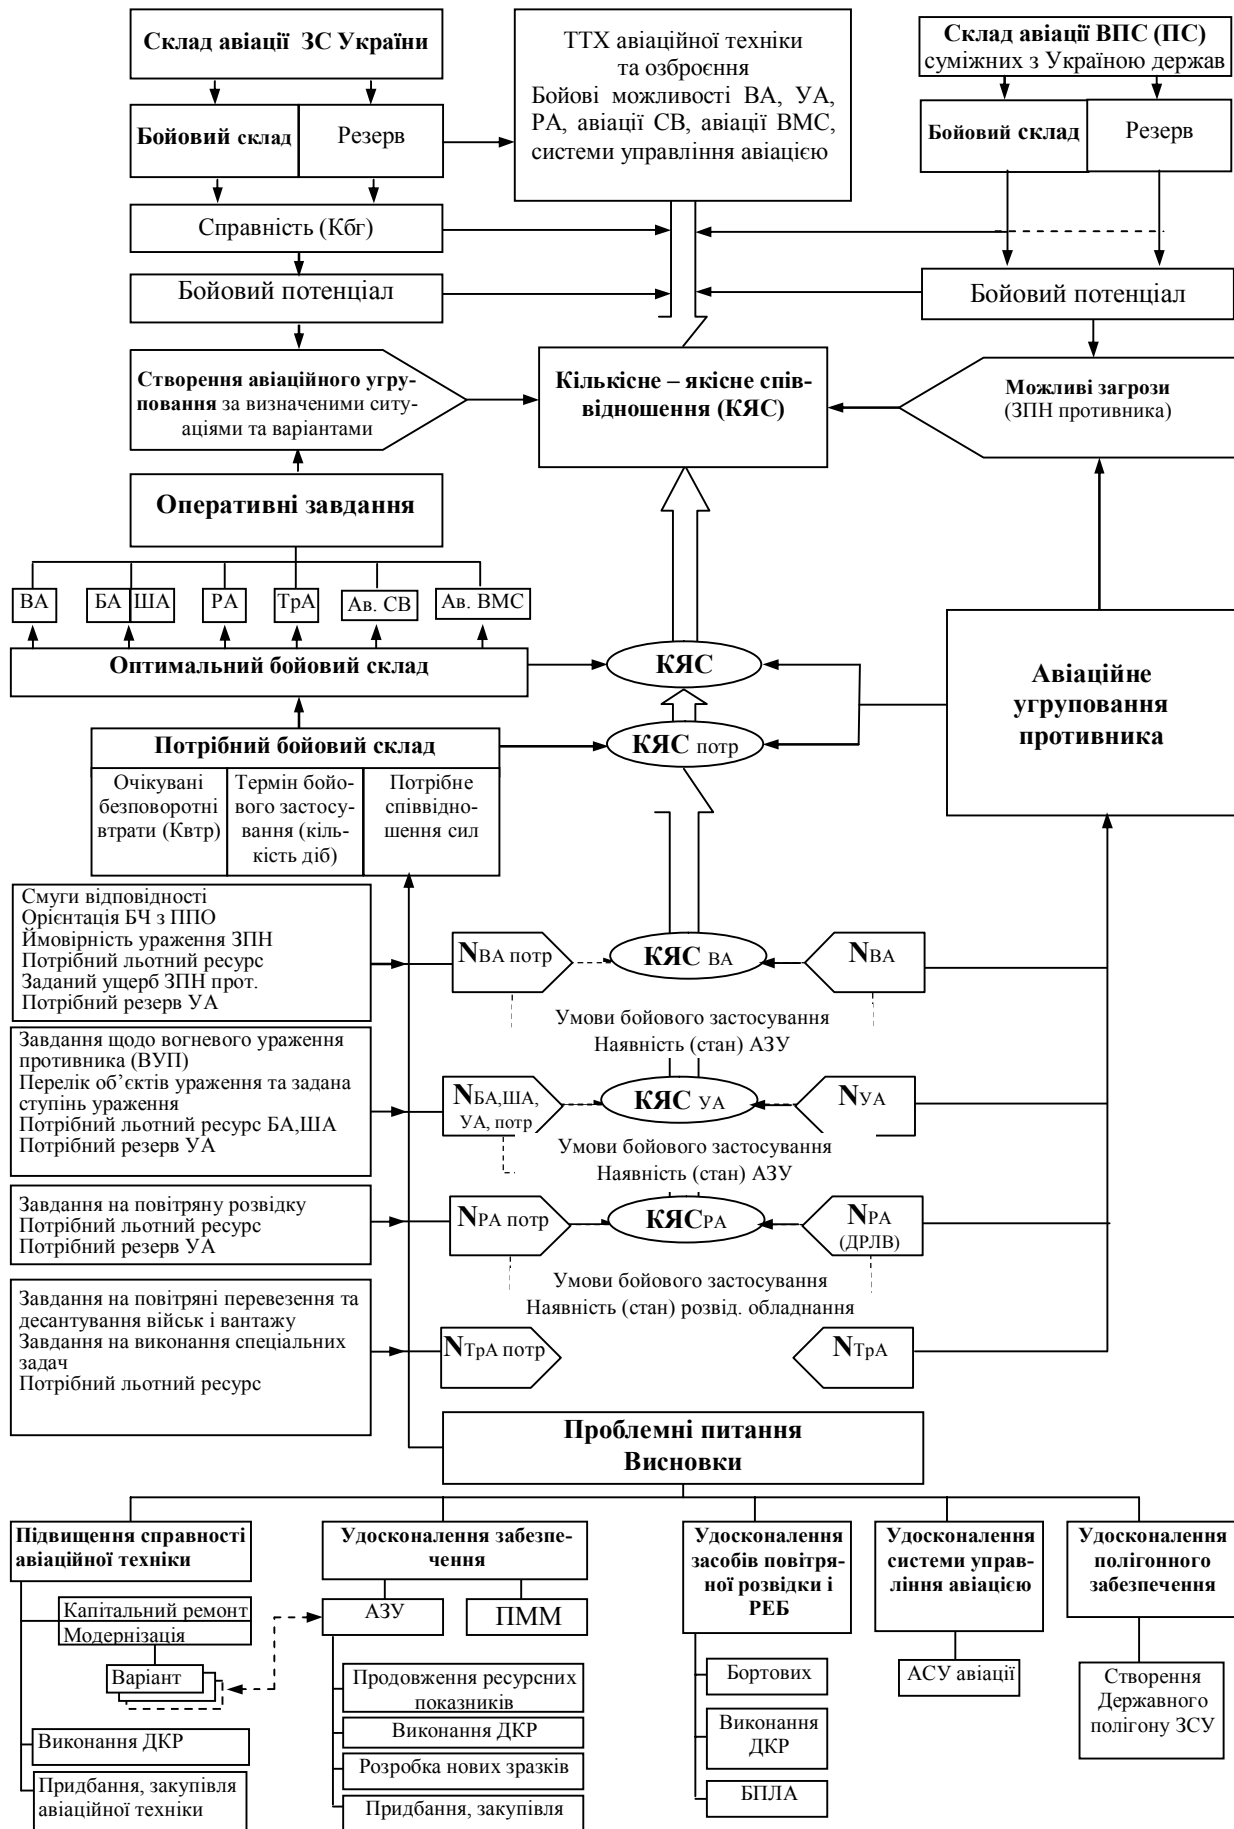 Склад авіації ЗС України
Бойовий склад
Резерв
Справність (Кбг)
Бойовий потенціал
Створення авіаційного угру-
повання за визначеними ситу-
аціями та варіантами
Оперативні завдання
ТТХ авіаційної техніки
та озброєння
Бойові можливості ВА, УА,
РА, авіації СВ, авіації ВМС,
системи управління авіацією
Кількісне – якісне спів-
відношення (КЯС)
Склад авіації ВПС (ПС)
суміжних з Україною держав
Бойовий склад
Резерв
Бойовий потенціал
Можливі загрози
(ЗПН противника)
ВА
БА
ША
РА
ТрА
Ав. СВ
Ав. ВМС
Оптимальний бойовий склад
КЯС
Потрібний бойовий склад
КЯС потр
Очікувані
безповоротні
втрати (Квтр)
Термін бойо-
вого застосу-
вання (кіль-
кість діб)
Потрібне
співвідно-
шення сил
Авіаційне
угруповання
противника
Смуги відповідності
Орієнтація БЧ з ППО
Ймовірність ураження ЗПН
Потрібний льотний ресурс
Заданий ущерб ЗПН прот.
Потрібний резерв УА
NВА потр
КЯС ВА
NВА
Умови бойового застосування
Наявність (стан) АЗУ
Завдання щодо вогневого ураження
противника (ВУП)
Перелік об’єктів ураження та задана
ступінь ураження
Потрібний льотний ресурс БА,ША
Потрібний резерв УА
NБА,ША,
УА, потр
КЯС УА
NУА
Умови бойового застосування
Наявність (стан) АЗУ
Завдання на повітряну розвідку
Потрібний льотний ресурс
Потрібний резерв УА
NРА потр
КЯСРА
NРА
(ДРЛВ)
Умови бойового застосування
Наявність (стан) розвід. обладнання
Завдання на повітряні перевезення та
десантування військ і вантажу
Завдання на виконання спеціальних
задач
Потрібний льотний ресурс
NТрА потр
NТрА
Проблемні питання
Висновки
Підвищення справності
авіаційної техніки
Капітальний ремонт
Модернізація
Варіант
Виконання ДКР
Придбання, закупівля
авіаційної техніки
Удосконалення забезпе-
чення
АЗУ
ПММ
Продовження ресурсних
показників
Виконання ДКР
Розробка нових зразків
Придбання, закупівля
Удосконалення
засобів повітря-
ної розвідки і
РЕБ
Бортових
Виконання
ДКР
БПЛА
Удосконалення
системи управ-
ління авіацією
АСУ авіації
Удосконалення
полігонного
забезпечення
Створення
Державного
полігону ЗСУ